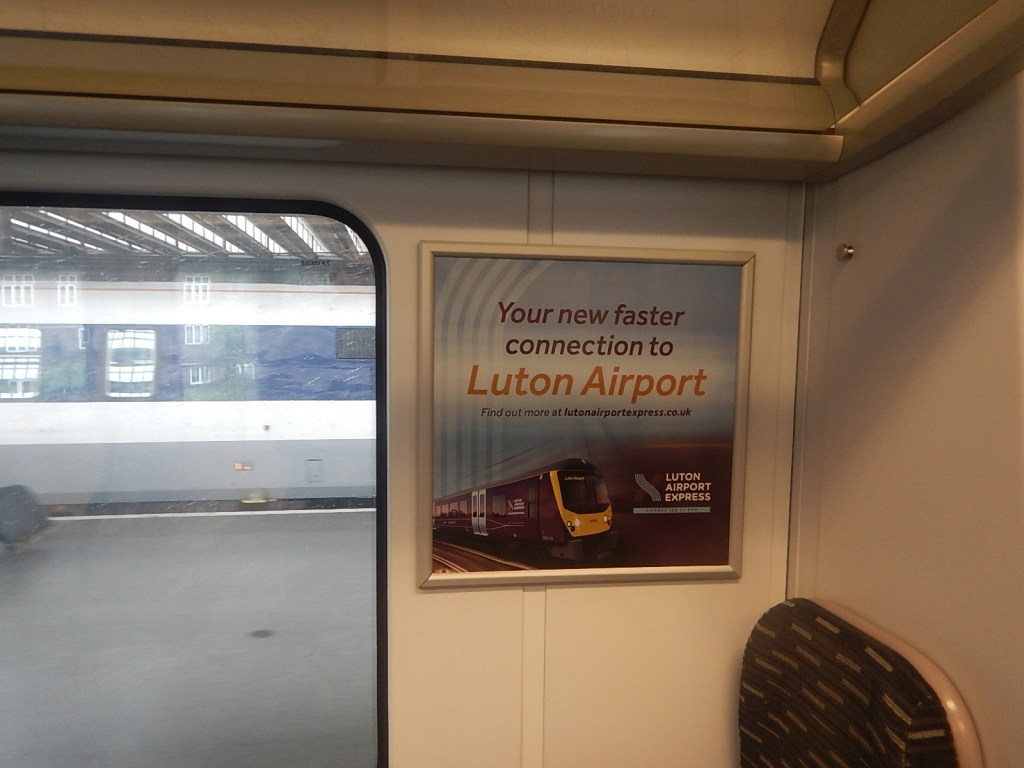 Your new faster
connection to
Luton Airport
Find out more at lutonairportexpress.co.uk
LUTON
AIRPORT
EXPRESS